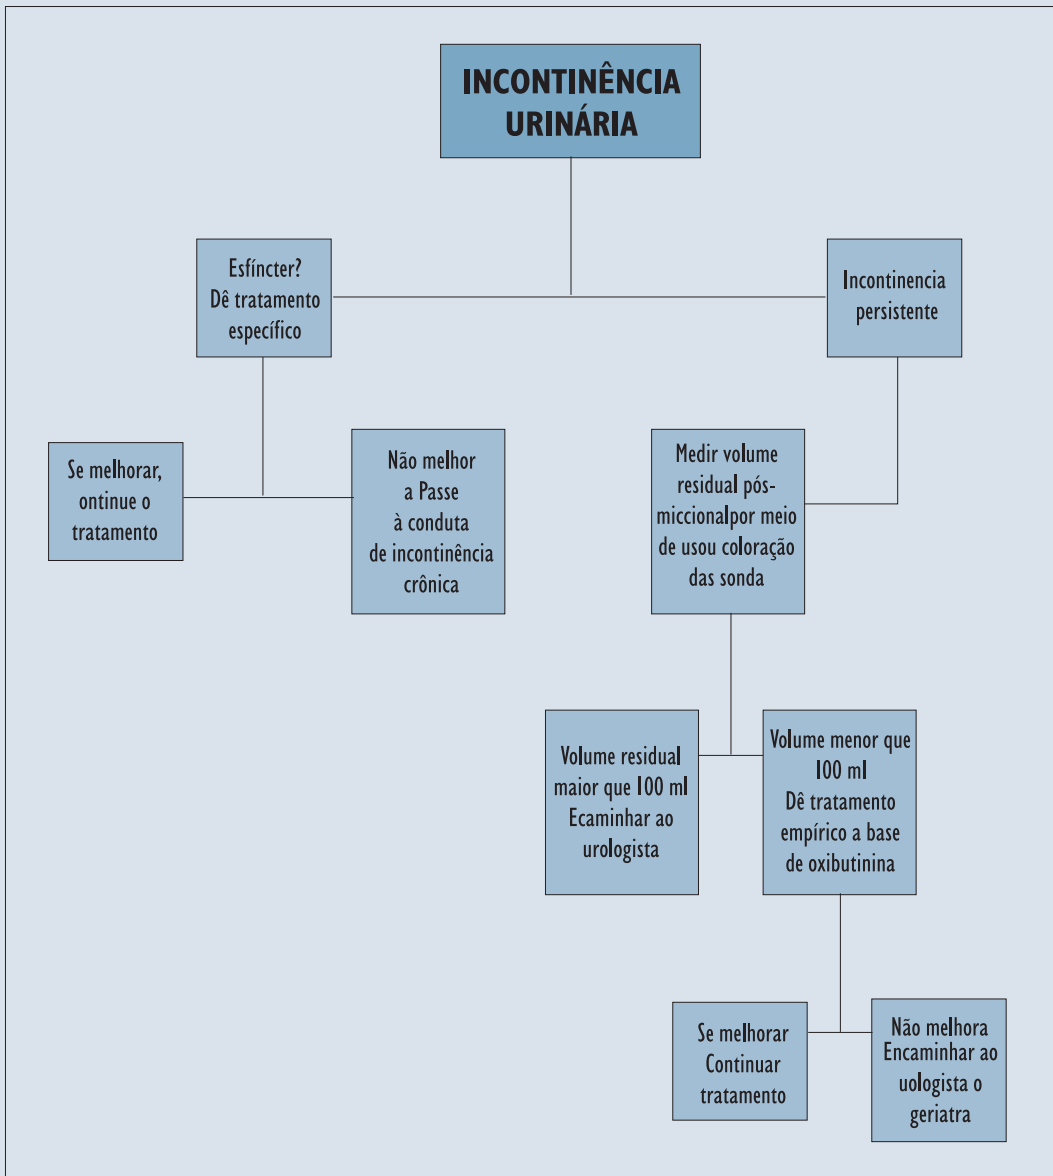 INCONTINÊNCIA
URINÁRIA
Esfíncter?
Dê tratamento
específico
Incontinencia
persistente
Se melhorar,
ontinue o
tratamento
Não melhor
a Passe
à conduta
de incontinência
crônica
Medir volume
residual pós-
miccionalpor meio
de usou coloração
das sonda
Volume residual
maior que 100 ml
Ecaminhar ao
urologista
Volume menor que
100 ml
Dê tratamento
empírico a base
de oxibutinina
Se melhorar
Continuar
tratamento
Não melhora
Encaminhar ao
uologista o
geriatra